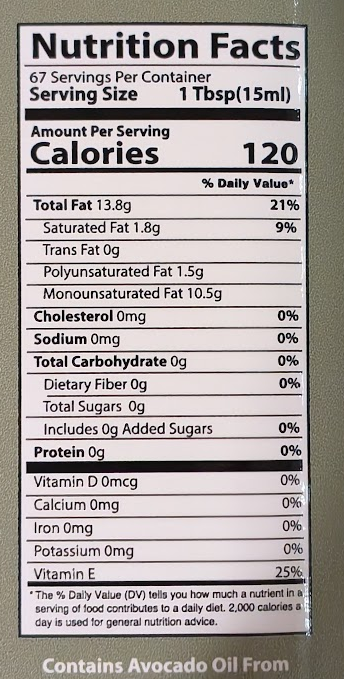 Nutrition Facts
67 Servings Per Container
Serving Size 1 Tbsp(15ml)
Amount Per Serving
Calories 120
% Daily Value*
Total Fat 13.8g 21%
Saturated Fat 1.8g 9%
Trans Fat 0g
Polyunsaturated Fat 1.5g
Monounsaturated Fat 10.5g
Cholesterol 0mg 0%
Sodium 0mg 0%
Total Carbohydrate 0g 0%
Dietary Fiber 0g 0%
Total Sugars 0g
Includes 0g Added Sugars 0%
Protein 0g 0%
Vitamin D 0mcg 0%
Calcium 0mg 0%
Iron 0mg 0%
Potassium 0mg 0%
Vitamin E 25%
* The % Daily Value (DV) tells you how much a nutrient in a
serving of food contributes to a daily diet. 2,000 calories a
day is used for general nutrition advice.
Contains Avocado Oil From